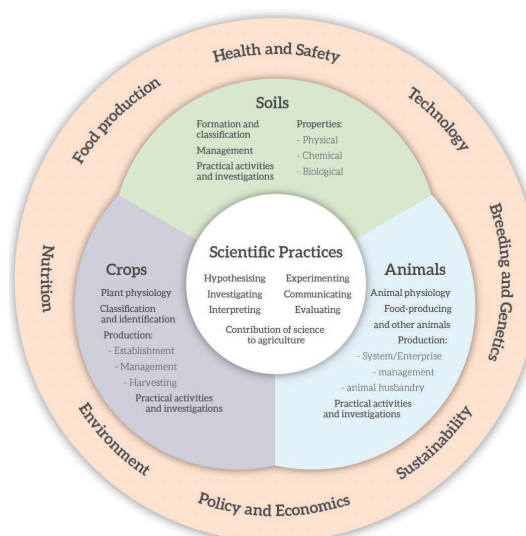 Health and Safety
Food production
Technology
Soils
Formation and
classification
Management
Practical activities
and investigations
Properties:
- Physical
- Chemical
- Biological
Nutrition
Breeding and Genetics
Scientific Practices
Hypothesising
Experimenting
Investigating
Communicating
Interpreting
Evaluating
Contribution of science
to agriculture
Crops
Plant physiology
Classification
and identification
Production:
- Establishment
- Management
- Harvesting
Practical activities
and investigations
Animals
Animal physiology
Food-producing
and other animals
Production:
- System/Enterprise
- management
- animal husbandry
Practical activities
and investigations
Environment
Sustainability
Policy and Economics